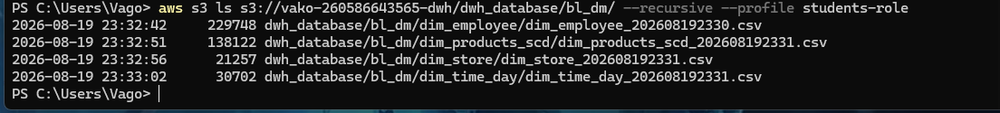 PS C:\Users\Vago> aws s3 ls s3://vako-260586643565-dwh/dwh_database/bl_dm/ --recursive --profile students-role
2026-08-19 23:32:42     229748 dwh_database/bl_dm/dim_employee/dim_employee_202608192330.csv
2026-08-19 23:32:51     138122 dwh_database/bl_dm/dim_products_scd/dim_products_scd_202608192331.csv
2026-08-19 23:32:56      21257 dwh_database/bl_dm/dim_store/dim_store_202608192331.csv
2026-08-19 23:33:02      30702 dwh_database/bl_dm/dim_time_day/dim_time_day_202608192331.csv
PS C:\Users\Vago>